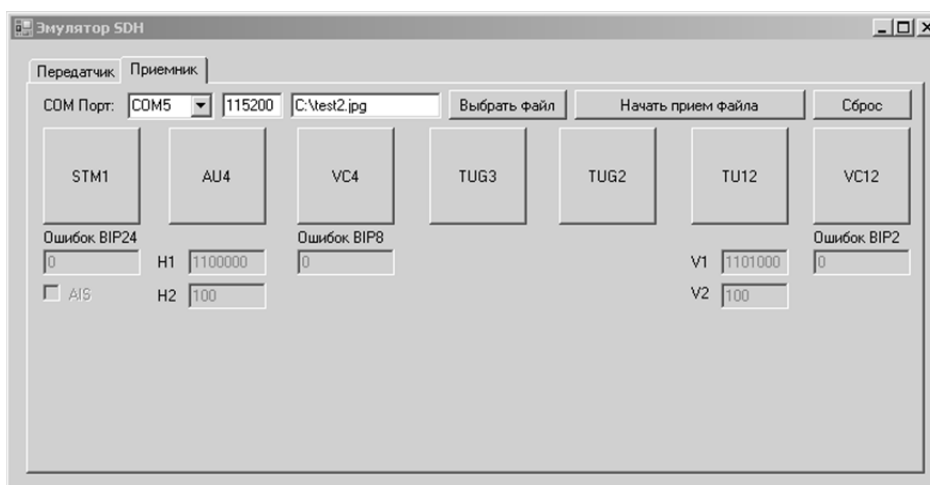 Эмулятор SDH
Передатчик Приемник
COM Порт: COM5 115200 C:\test2.jpg Выбрать файл Начать прием файла Сброс
STM1 AU4 VC4 TUG3 TUG2 TU12 VC12
Ошибок BIP24 Ошибок BIP8 Ошибок BIP2
0 H1 1100000 0 V1 1101000 0
AIS H2 100 V2 100